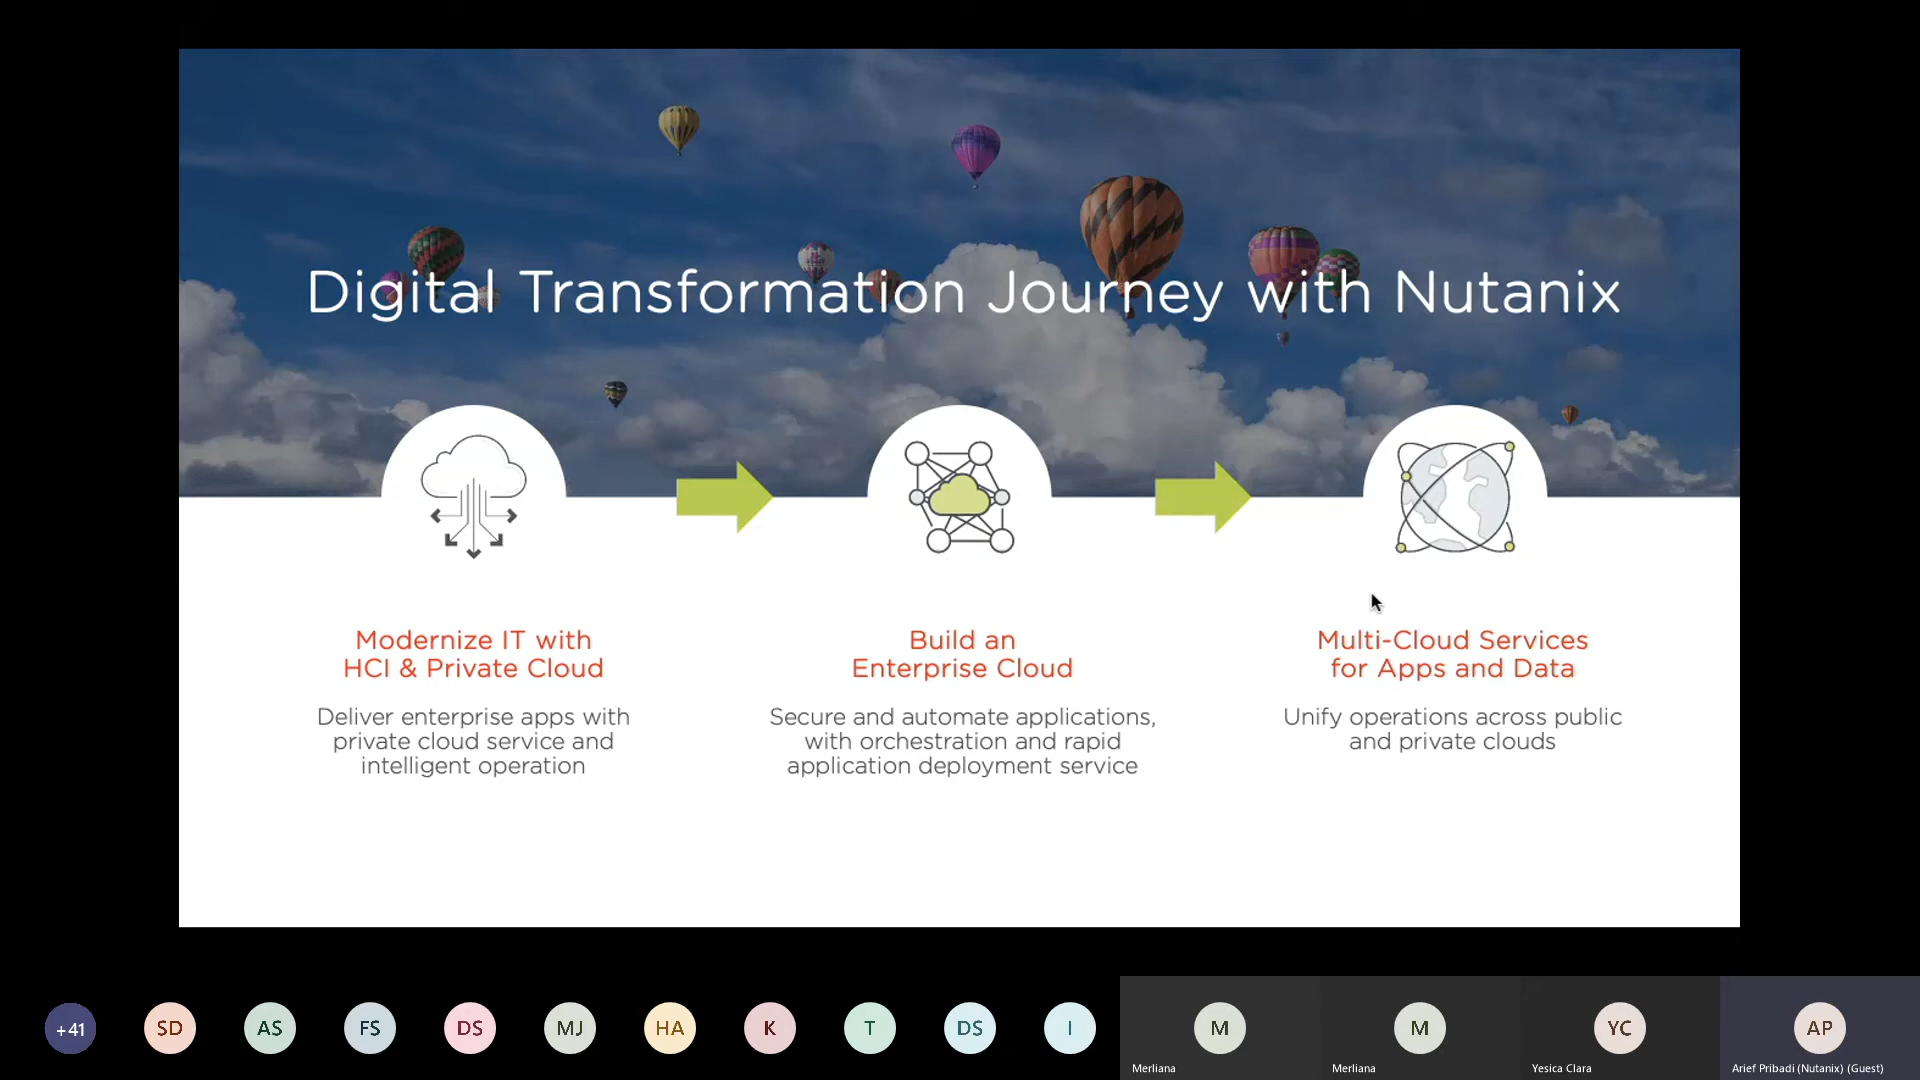 Digital Transformation Journey with Nutanix
Modernize IT with
HCI & Private Cloud
Deliver enterprise apps with
private cloud service and
intelligent operation
Build an
Enterprise Cloud
Secure and automate applications,
with orchestration and rapid
application deployment service
Multi-Cloud Services
for Apps and Data
Unify operations across public
and private clouds
+41
SD
AS
FS
DS
MJ
HA
K
T
DS
I
M
Merliana
M
Merliana
YC
Yesica Clara
AP
Arief Pribadi (Nutanix) (Guest)